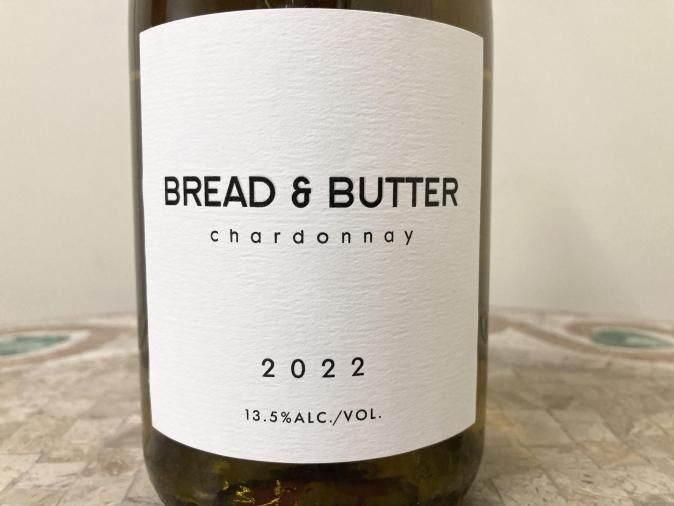 BREAD & BUTTER
chardonnay
2022
13.5%ALC./VOL.